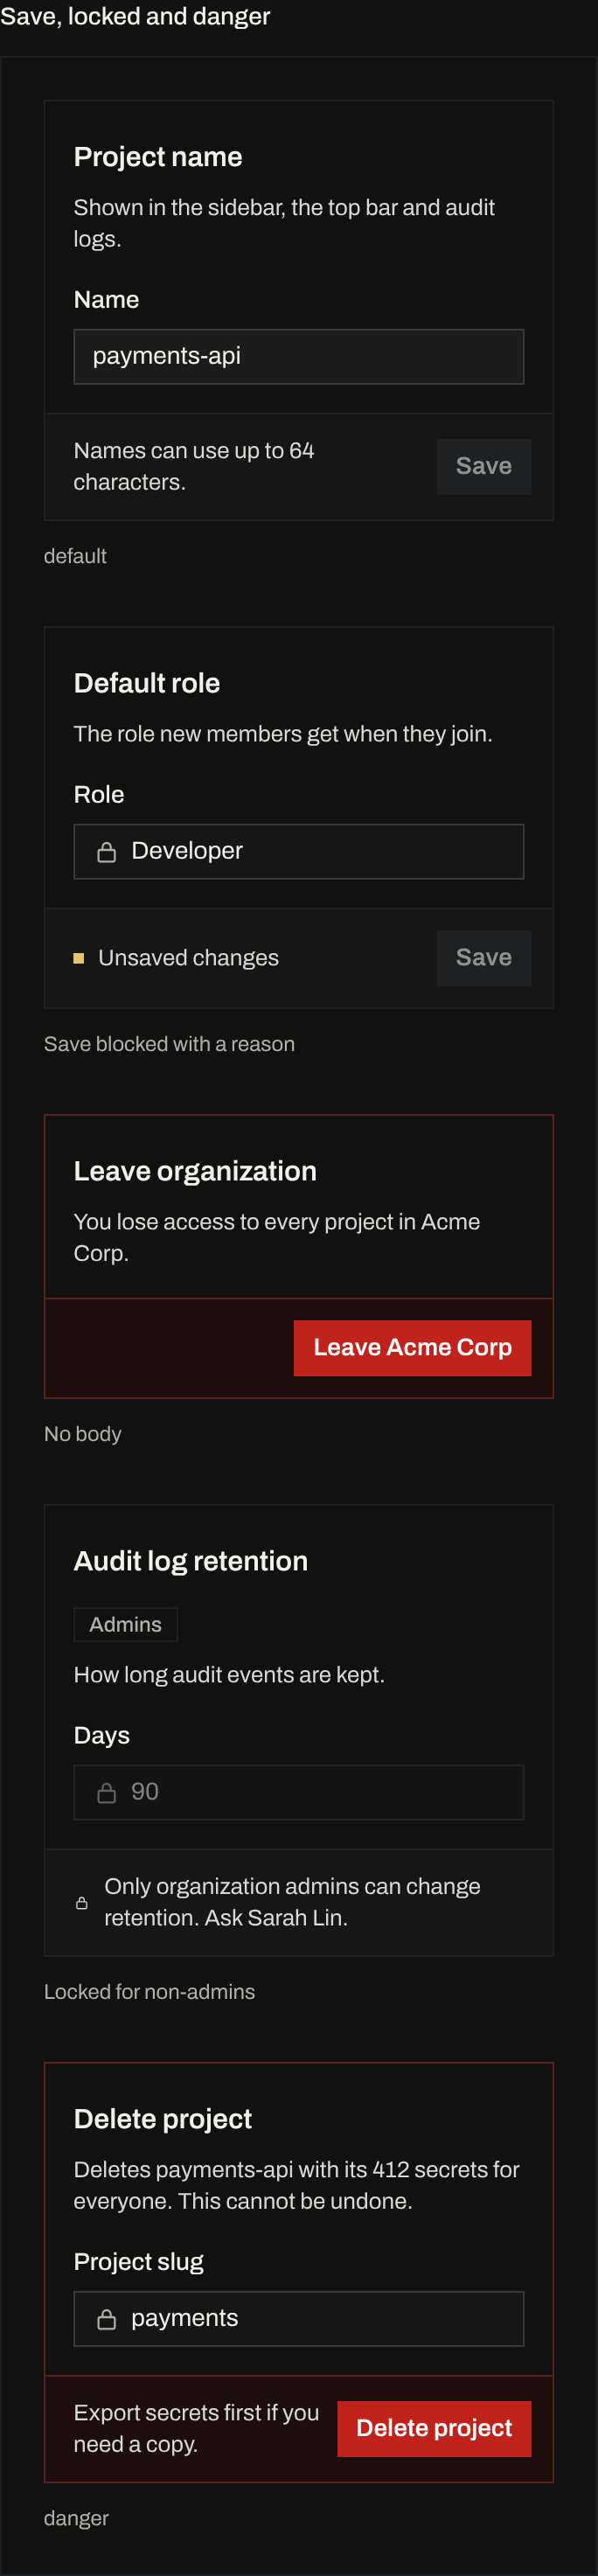 Save, locked and danger
Project name
Shown in the sidebar, the top bar and audit
logs.
Name
payments-api
Names can use up to 64
characters.
Save
default
Default role
The role new members get when they join.
Role
Developer
Unsaved changes
Save
Save blocked with a reason
Leave organization
You lose access to every project in Acme
Corp.
Leave Acme Corp
No body
Audit log retention
Admins
How long audit events are kept.
Days
90
Only organization admins can change
retention. Ask Sarah Lin.
Locked for non-admins
Delete project
Deletes payments-api with its 412 secrets for
everyone. This cannot be undone.
Project slug
payments
Export secrets first if you
need a copy.
Delete project
danger